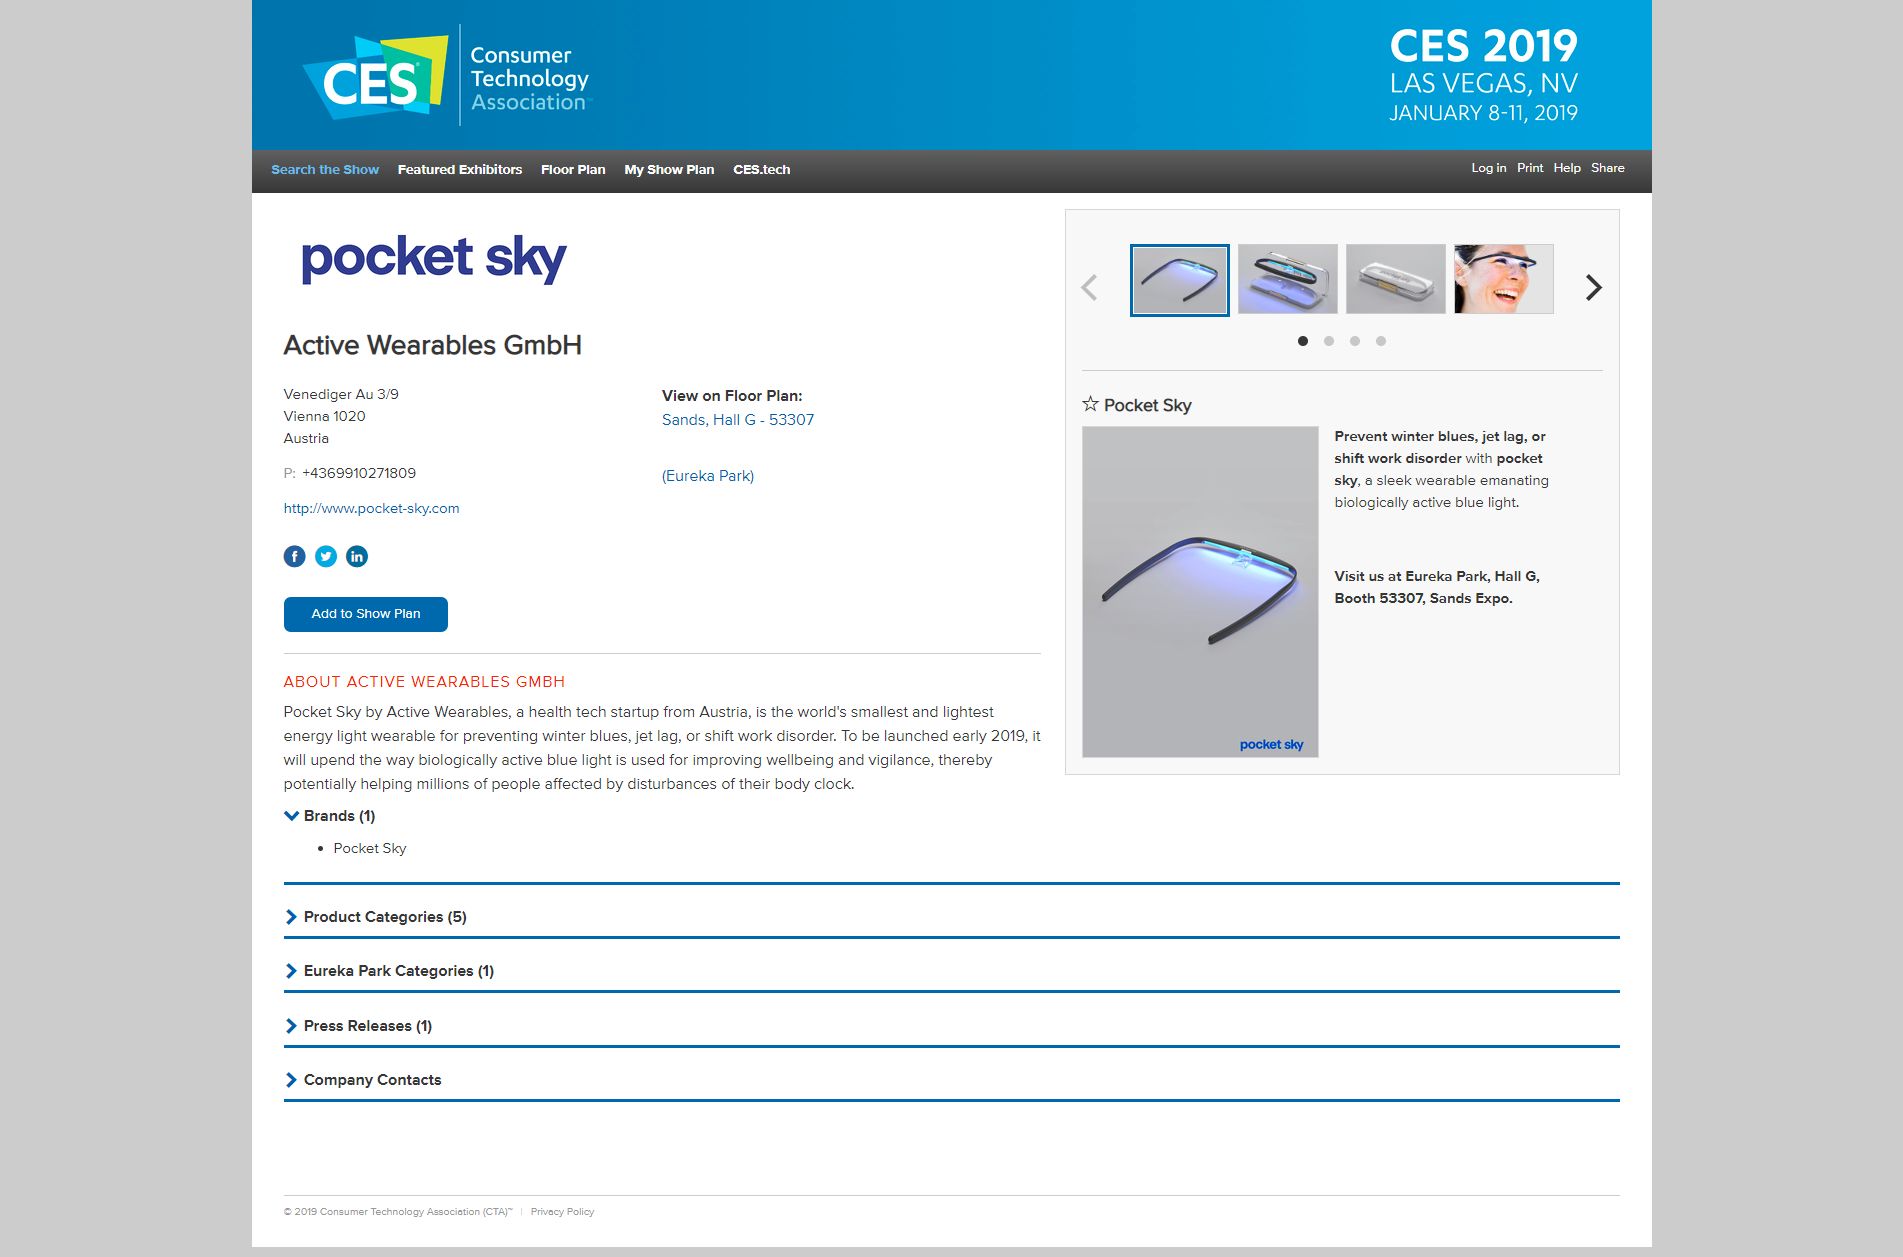 CES
Consumer
Technology
Association™
CES 2019
LAS VEGAS, NV
JANUARY 8-11, 2019
Search the Show Featured Exhibitors Floor Plan My Show Plan CES.tech
Log in Print Help Share
pocket sky
Active Wearables GmbH
Venediger Au 3/9
Vienna 1020
Austria
P: +4369910271809
http://www.pocket-sky.com
View on Floor Plan:
Sands, Hall G - 53307
(Eureka Park)
f in
Add to Show Plan
ABOUT ACTIVE WEARABLES GMBH
Pocket Sky by Active Wearables, a health tech startup from Austria, is the world's smallest and lightest
energy light wearable for preventing winter blues, jet lag, or shift work disorder. To be launched early 2019, it
will upend the way biologically active blue light is used for improving wellbeing and vigilance, thereby
potentially helping millions of people affected by disturbances of their body clock.
Brands (1)
• Pocket Sky
Pocket Sky
Prevent winter blues, jet lag, or
shift work disorder with pocket
sky, a sleek wearable emanating
biologically active blue light.
Visit us at Eureka Park, Hall G,
Booth 53307, Sands Expo.
pocket sky
Product Categories (5)
Eureka Park Categories (1)
Press Releases (1)
Company Contacts
© 2019 Consumer Technology Association (CTA)™ | Privacy Policy